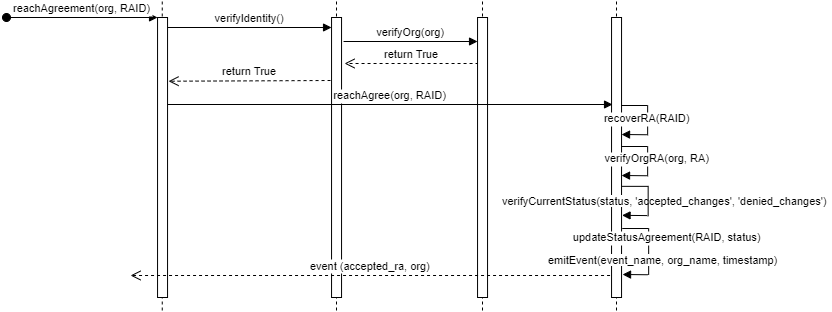 reachAgreement(org, RAID)
verifyIdentity()
verifyOrg(org)
return True
return True
reachAgree(org, RAID)
recoverRA(RAID)
verifyOrgRA(org, RA)
verifyCurrentStatus(status, 'accepted_changes', 'denied_changes')
updateStatusAgreement(RAID, status)
emitEvent(event_name, org_name, timestamp)
event (accepted_ra, org)